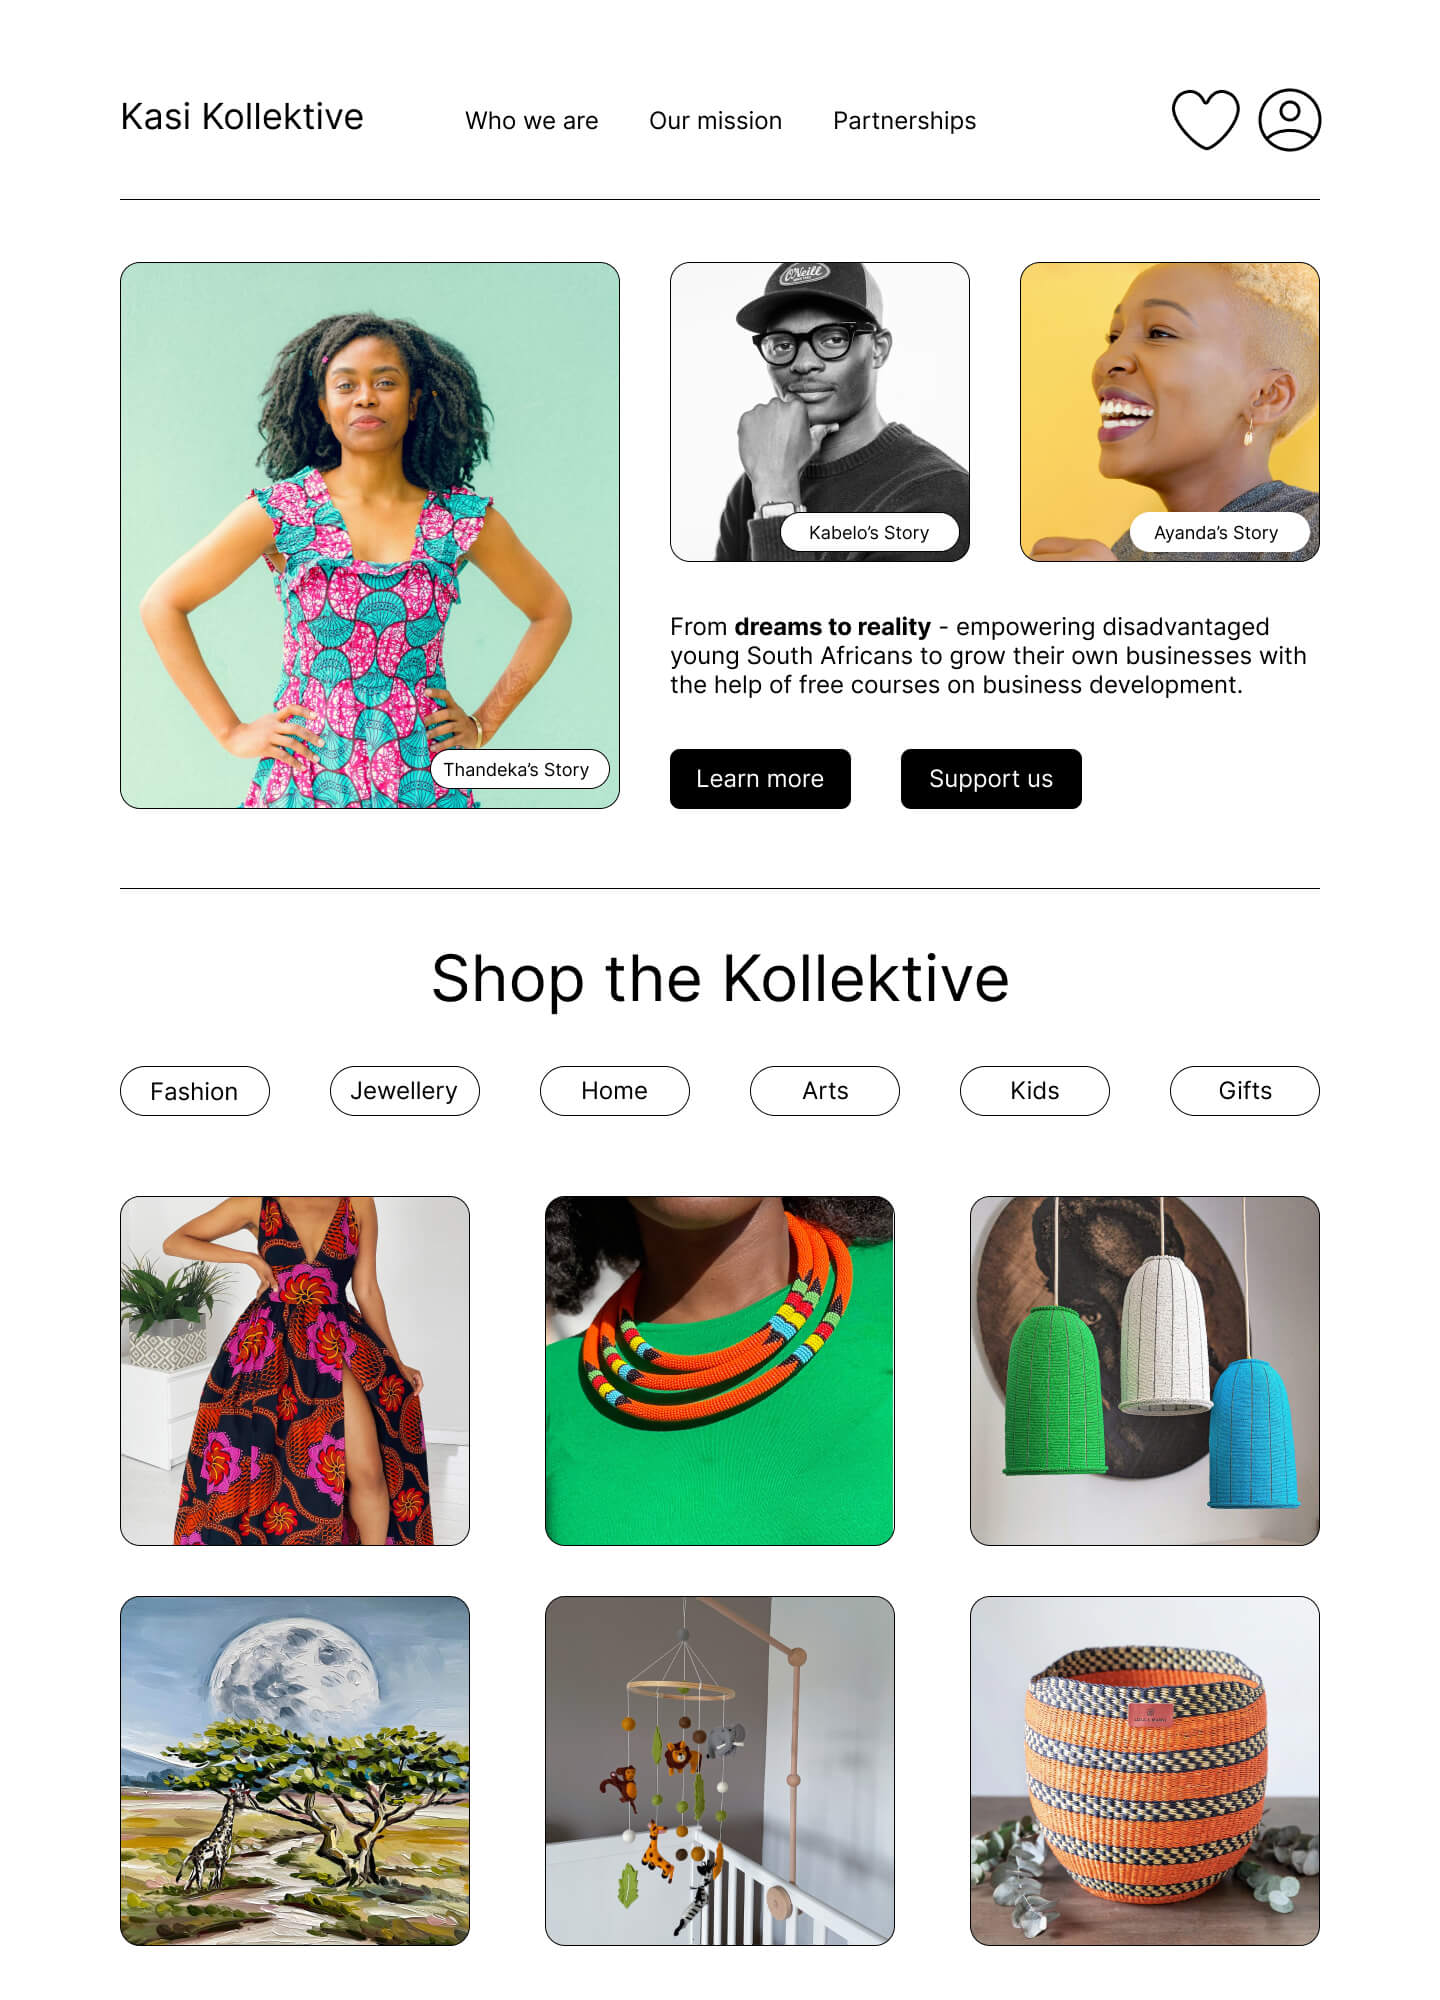 Kasi Kollektive
Who we are
Our mission
Partnerships
O'Neill
Kabelo's Story
Ayanda's Story
Thandeka's Story
From dreams to reality - empowering disadvantaged
young South Africans to grow their own businesses with
the help of free courses on business development.
Learn more
Support us
Shop the Kollektive
Fashion
Jewellery
Home
Arts
Kids
Gifts